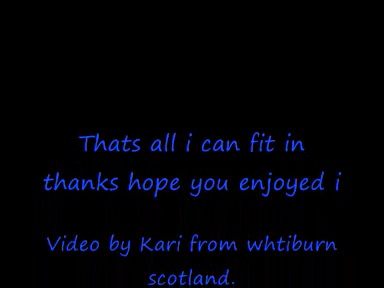 Thats all i can fit in
thanks hope you enjoyed i
Video by Kari from whtiburn
scotland.